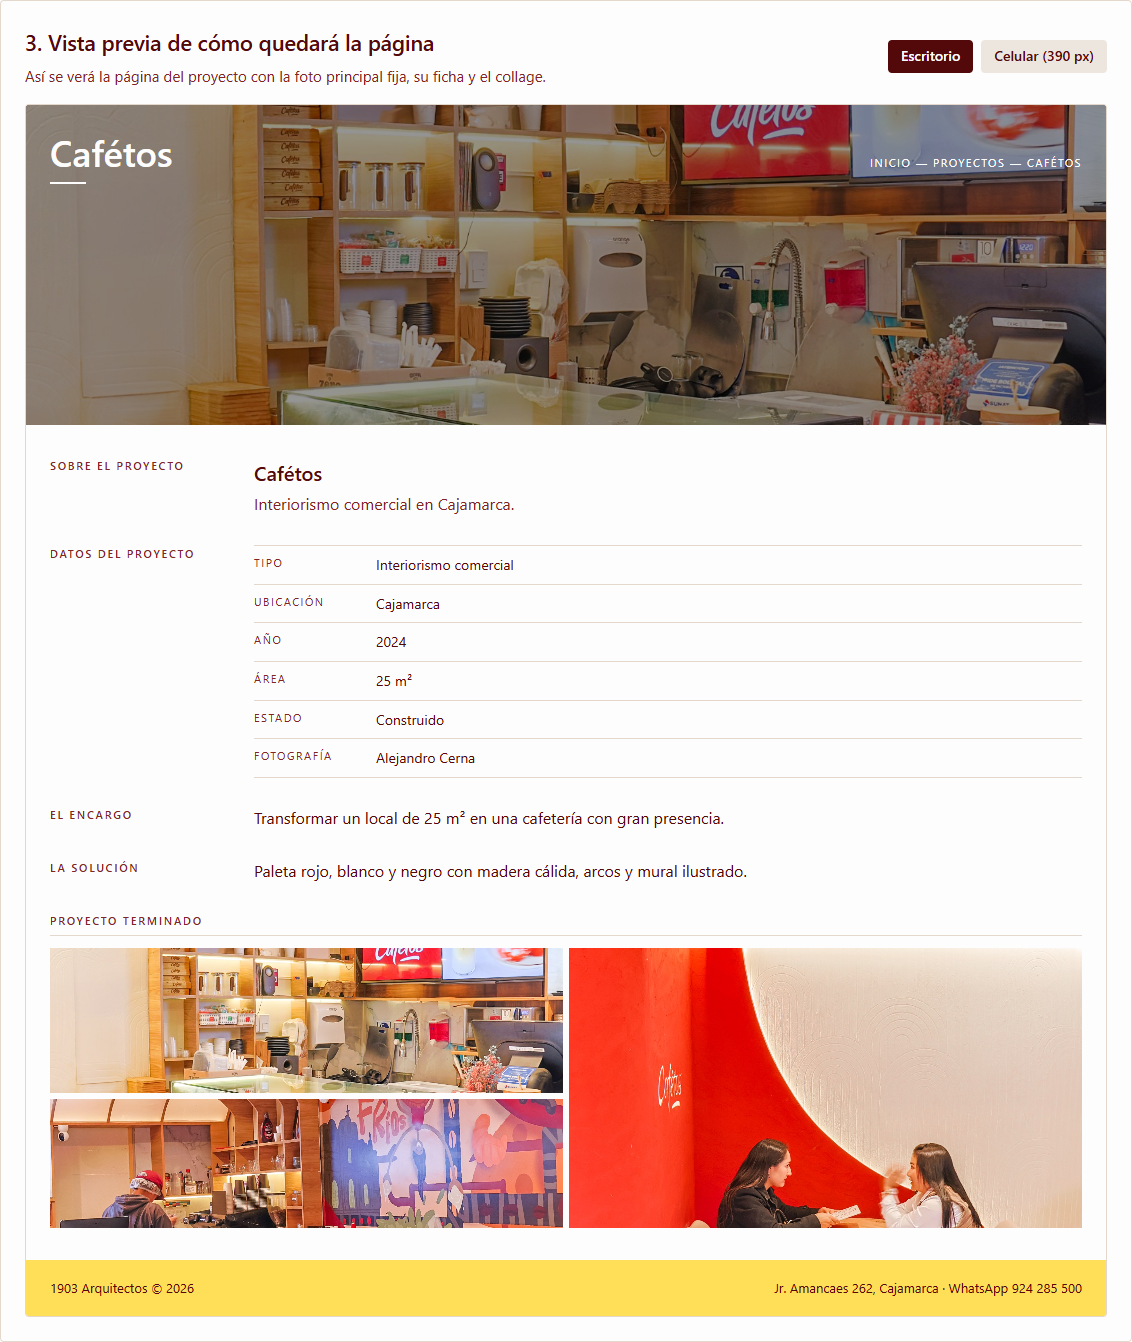 3. Vista previa de cómo quedará la página
Así se verá la página del proyecto con la foto principal fija, su ficha y el collage.
Escritorio
Celular (390 px)
Cafétos
Cafétos
INICIO — PROYECTOS — CAFÉTOS
SOBRE EL PROYECTO
Cafétos
Interiorismo comercial en Cajamarca.
DATOS DEL PROYECTO
TIPO Interiorismo comercial
UBICACIÓN Cajamarca
AÑO 2024
ÁREA 25 m²
ESTADO Construido
FOTOGRAFÍA Alejandro Cerna
EL ENCARGO
Transformar un local de 25 m² en una cafetería con gran presencia.
LA SOLUCIÓN
Paleta rojo, blanco y negro con madera cálida, arcos y mural ilustrado.
PROYECTO TERMINADO
Cafétos
Cafétos
1903 Arquitectos © 2026
Jr. Amancaes 262, Cajamarca · WhatsApp 924 285 500